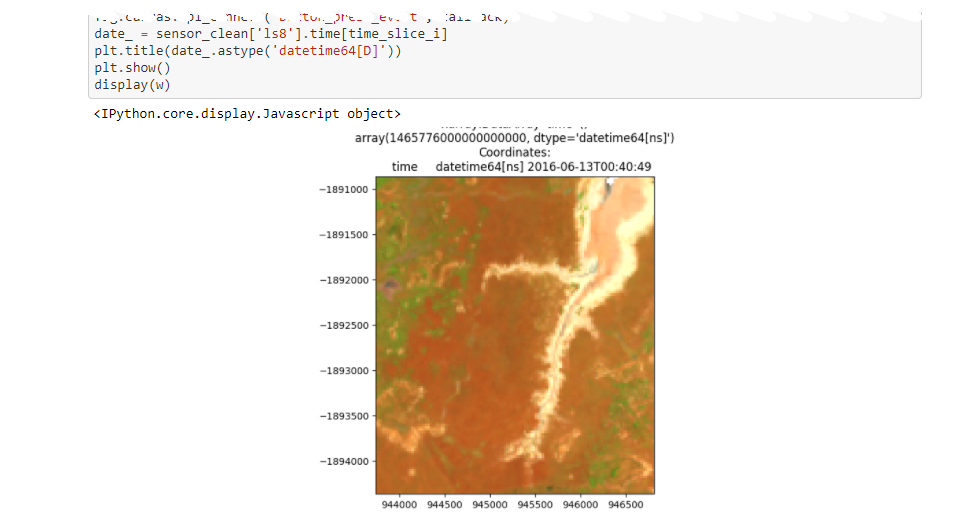 date_ = sensor_clean['ls8'].time[time_slice_i]
plt.title(date_.astype('datetime64[D]'))
plt.show()
display(w)
<IPython.core.display.Javascript object>
array(1465776000000000000, dtype='datetime64[ns]')
Coordinates:
time datetime64[ns] 2016-06-13T00:40:49
−1891000
−1891500
−1892000
−1892500
−1893000
−1893500
−1894000
944000 944500 945000 945500 946000 946500